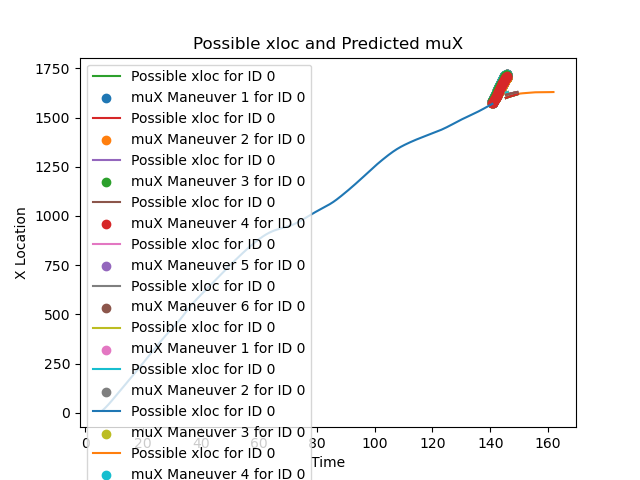 Possible xloc and Predicted muX
1750
1500
1250
1000
750
500
250
0
X Location
Possible xloc for ID 0
muX Maneuver 1 for ID 0
Possible xloc for ID 0
muX Maneuver 2 for ID 0
Possible xloc for ID 0
muX Maneuver 3 for ID 0
Possible xloc for ID 0
muX Maneuver 4 for ID 0
Possible xloc for ID 0
muX Maneuver 5 for ID 0
Possible xloc for ID 0
muX Maneuver 6 for ID 0
Possible xloc for ID 0
muX Maneuver 1 for ID 0
Possible xloc for ID 0
muX Maneuver 2 for ID 0
Possible xloc for ID 0
muX Maneuver 3 for ID 0
Possible xloc for ID 0
muX Maneuver 4 for ID 0
0 20 40 60 80 100 120 140 160
Time